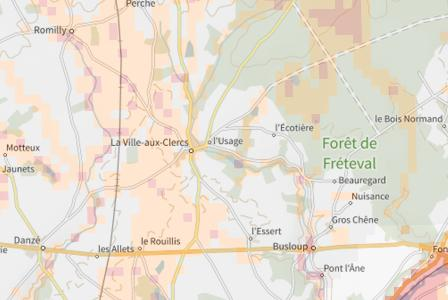 Perche
Romilly
le Bois Normand
l'Écotière
La Ville-aux-Clercs
l'Usage
Forêt de
Fréteval
Motteux
Jaunets
Beauregard
Nuisance
Gros Chêne
l'Essert
Danzé
le Rouillis
les Allets
Busloup
Pont l'Âne